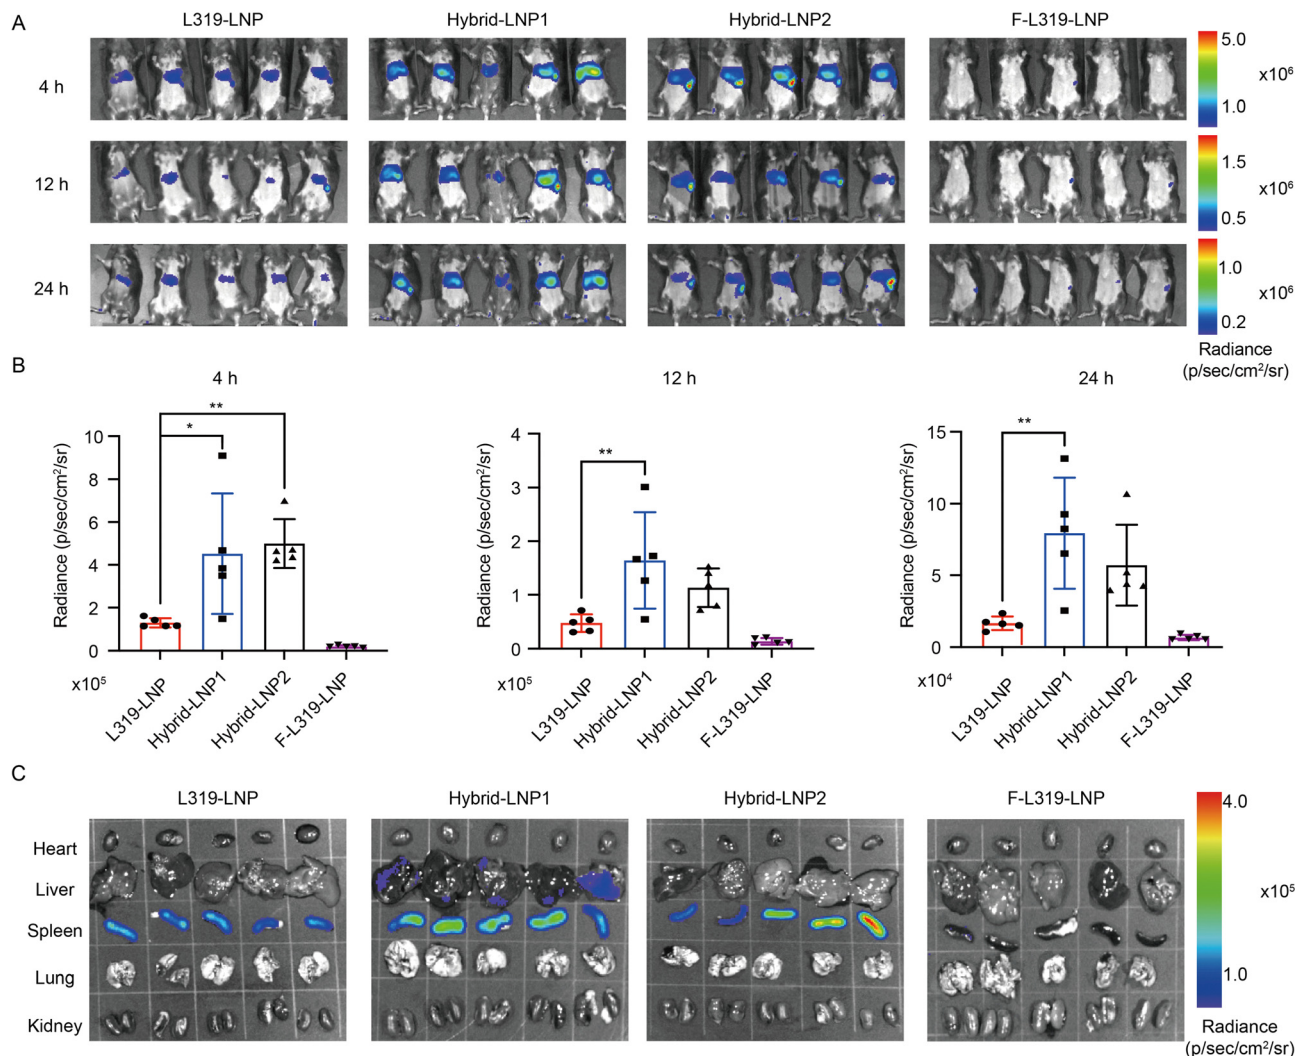 A
L319-LNP Hybrid-LNP1 Hybrid-LNP2 F-L319-LNP
4 h
5.0
1.0
x10⁶
12 h
1.5
0.5
x10⁶
24 h
1.0
0.2
x10⁶
Radiance
(p/sec/cm²/sr)
B
4 h
**
*
10
8
6
4
2
0
Radiance (p/sec/cm²/sr)
x10⁵
L319-LNP
Hybrid-LNP1
Hybrid-LNP2
F-L319-LNP
12 h
**
4
3
2
1
0
Radiance (p/sec/cm²/sr)
x10⁵
L319-LNP
Hybrid-LNP1
Hybrid-LNP2
F-L319-LNP
24 h
**
15
10
5
0
Radiance (p/sec/cm²/sr)
x10⁴
L319-LNP
Hybrid-LNP1
Hybrid-LNP2
F-L319-LNP
C
L319-LNP Hybrid-LNP1 Hybrid-LNP2 F-L319-LNP
Heart
Liver
Spleen
Lung
Kidney
4.0
x10⁵
1.0
Radiance
(p/sec/cm²/sr)